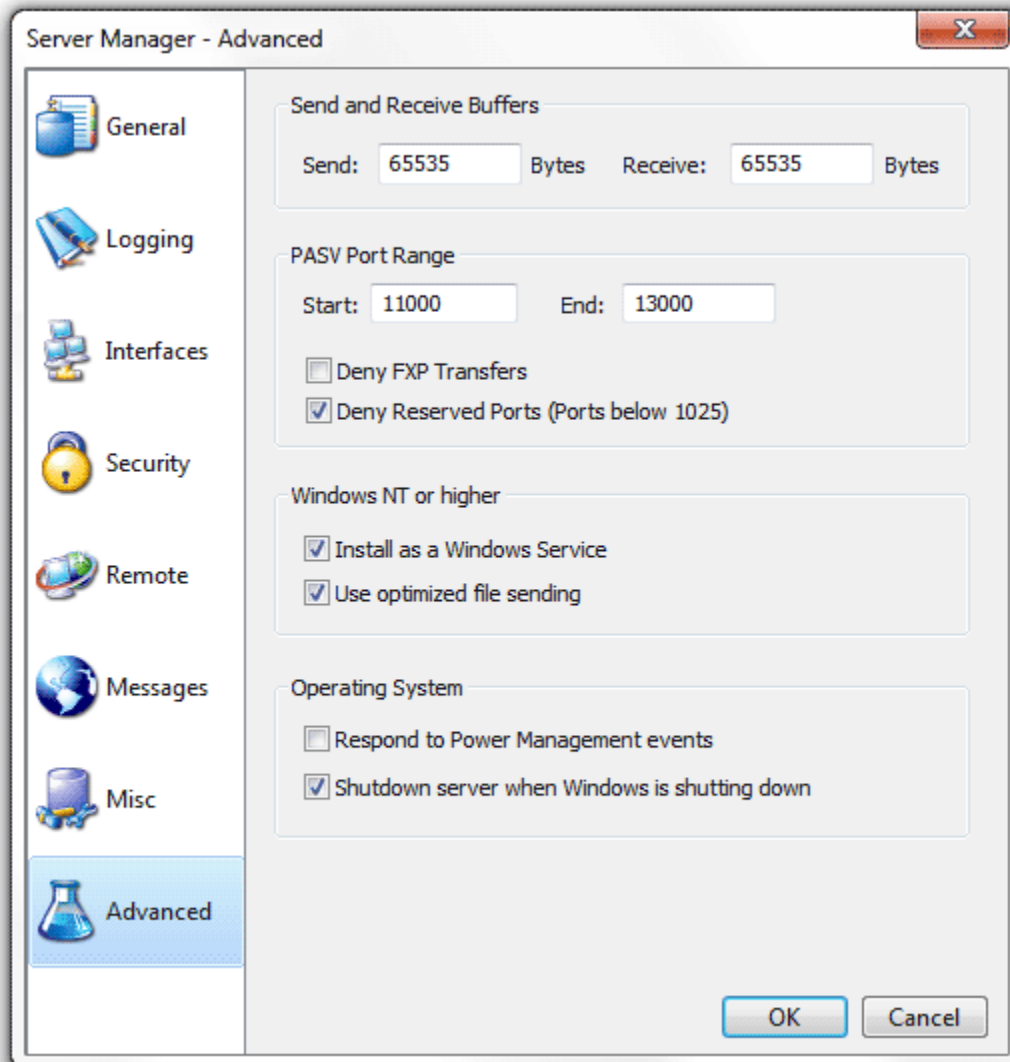 Server Manager - Advanced
General
Logging
Interfaces
Security
Remote
Messages
Misc
Advanced
Send and Receive Buffers
Send: 65535 Bytes Receive: 65535 Bytes
PASV Port Range
Start: 11000 End: 13000
Deny FXP Transfers
Deny Reserved Ports (Ports below 1025)
Windows NT or higher
Install as a Windows Service
Use optimized file sending
Operating System
Respond to Power Management events
Shutdown server when Windows is shutting down
OK Cancel